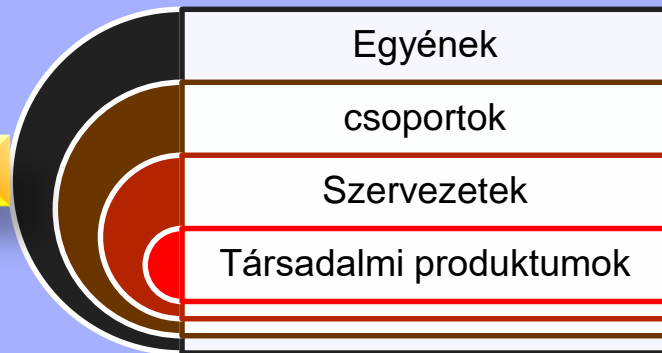 Egyének
csoportok
Szervezetek
Társadalmi produktumok